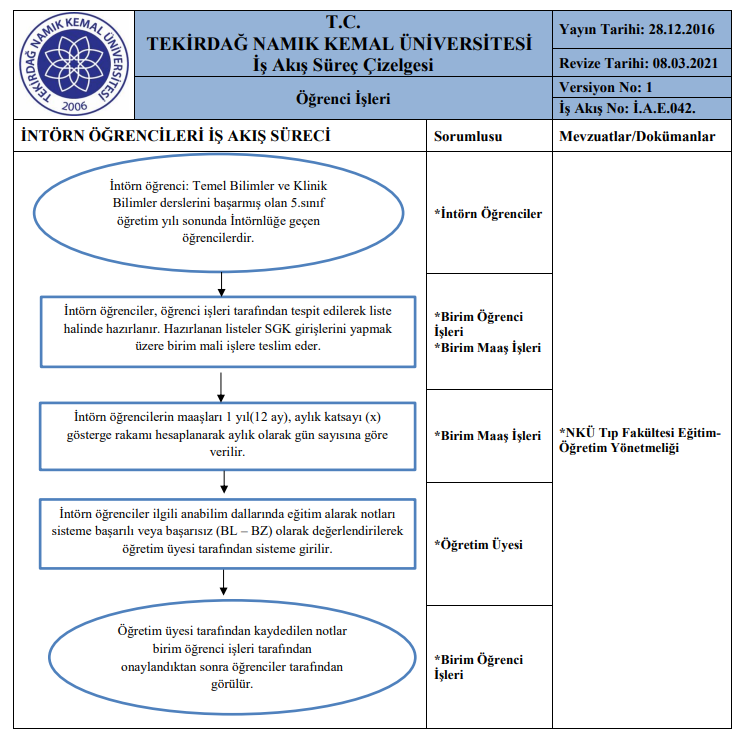 TEKİRDAĞ NAMIK KEMAL ÜNİVERSİTESİ
2006
T.C.
TEKİRDAĞ NAMIK KEMAL ÜNİVERSİTESİ
İş Akış Süreç Çizelgesi
Öğrenci İşleri
Yayın Tarihi: 28.12.2016
Revize Tarihi: 08.03.2021
Versiyon No: 1
İş Akış No: İ.A.E.042.
İNTÖRN ÖĞRENCİLERİ İŞ AKIŞ SÜRECİ
Sorumlusu
Mevzuatlar/Dokümanlar
İntörn öğrenci: Temel Bilimler ve Klinik
Bilimler derslerini başarmış olan 5.sınıf
öğretim yılı sonunda İntörnlüğe geçen
öğrencilerdir.
*İntörn Öğrenciler
İntörn öğrenciler, öğrenci işleri tarafından tespit edilerek liste
halinde hazırlanır. Hazırlanan listeler SGK girişlerini yapmak
üzere birim mali işlere teslim eder.
*Birim Öğrenci
İşleri
*Birim Maaş İşleri
İntörn öğrencilerin maaşları 1 yıl(12 ay), aylık katsayı (x)
gösterge rakamı hesaplanarak aylık olarak gün sayısına göre
verilir.
*Birim Maaş İşleri
*NKÜ Tıp Fakültesi Eğitim-
Öğretim Yönetmeliği
İntörn öğrenciler ilgili anabilim dallarında eğitim alarak notları
sisteme başarılı veya başarısız (BL – BZ) olarak değerlendirilerek
öğretim üyesi tarafından sisteme girilir.
*Öğretim Üyesi
Öğretim üyesi tarafından kaydedilen notlar
birim öğrenci işleri tarafından
onaylandıktan sonra öğrenciler tarafından
görülür.
*Birim Öğrenci
İşleri